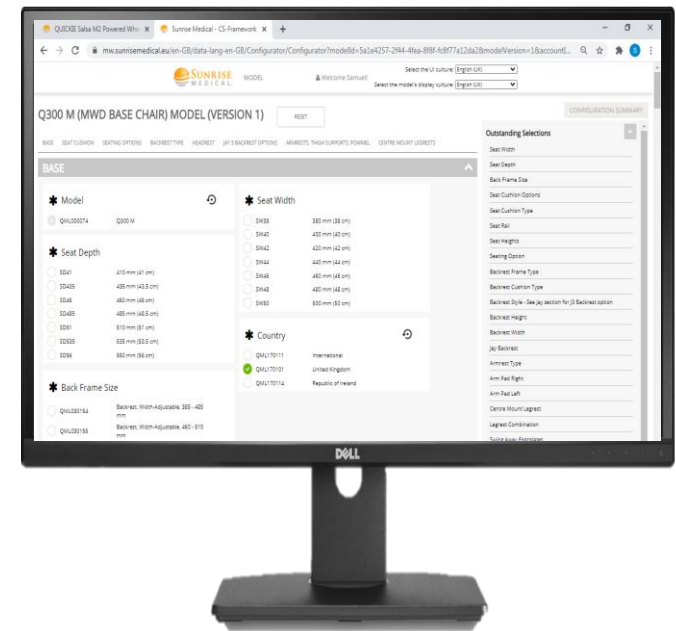 QUICKIE Salsa M2 Powered Whe
Sunrise Medical - CS-Framework
mw.sunrisemedical.eu/en-GB/data-lang-en-GB/Configurator/Configurator?modelId=5a1e4257-2f44-4fea-8f8f-fc8f77a12da2&modelVersion=1&accountI...
SUNRISE MEDICAL
MODEL
Welcome Samuel!
Select the UI culture: English (UK)
Select the model's display culture: English (UK)
Q300 M (MWD BASE CHAIR) MODEL (VERSION 1)
RESET
CONFIGURATION SUMMARY
BASE SEAT CUSHION SEATING OPTIONS BACKREST TYPE HEADREST JAY 3 BACKREST OPTIONS ARMRESTS, THIGH SUPPORTS, POMMEL CENTRE MOUNT LEGRESTS
BASE
Model
QML030074 Q300 M
Seat Depth
SD41 410 mm (41 cm)
SD435 435 mm (43.5 cm)
SD46 460 mm (46 cm)
SD485 485 mm (48.5 cm)
SD51 510 mm (51 cm)
SD535 535 mm (53.5 cm)
SD56 560 mm (56 cm)
Back Frame Size
QML030154 Backrest, Width-Adjustable, 385 - 455 mm
QML030155 Backrest, Width-Adjustable, 460 - 510 mm
Seat Width
SW38 380 mm (38 cm)
SW40 400 mm (40 cm)
SW42 420 mm (42 cm)
SW44 440 mm (44 cm)
SW46 460 mm (46 cm)
SW48 480 mm (48 cm)
SW50 500 mm (50 cm)
Country
QML170111 International
QML170101 United Kingdom
QML170114 Republic of Ireland
Outstanding Selections
Seat Width
Seat Depth
Back Frame Size
Seat Cushion Options
Seat Cushion Type
Seat Rail
Seat Heights
Seating Option
Backrest Frame Type
Backrest Cushion Type
Backrest Style - See Jay section for J3 Backrest option
Backrest Height
Backrest Width
Jay Backrest
Armrest Type
Arm Pad Right
Arm Pad Left
Centre Mount Legrest
Legrest Combination
Swing Away Footplates
DELL